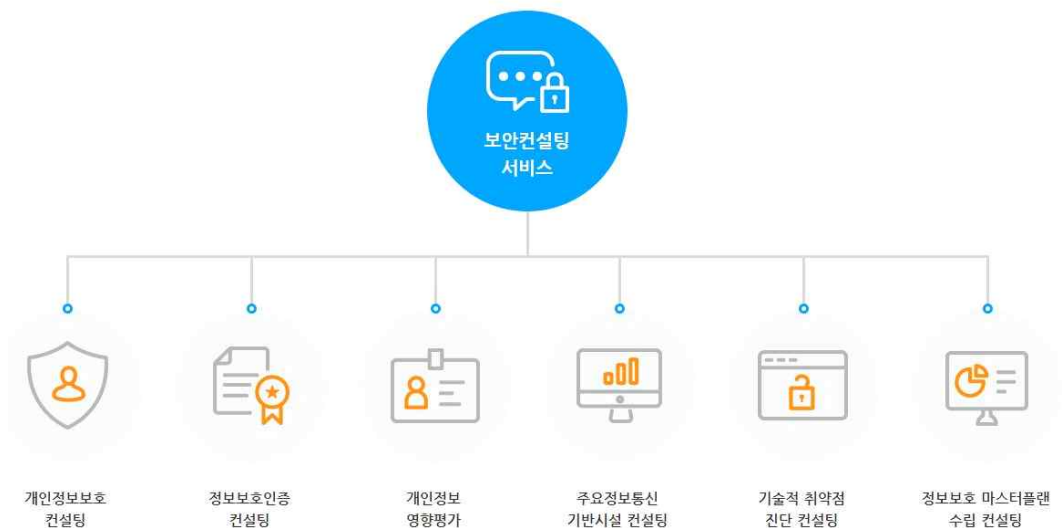 보안컨설팅
서비스
개인정보보호
컨설팅
정보보호인증
컨설팅
개인정보
영향평가
주요정보통신
기반시설 컨설팅
기술적 취약점
진단 컨설팅
정보보호 마스터플랜
수립 컨설팅